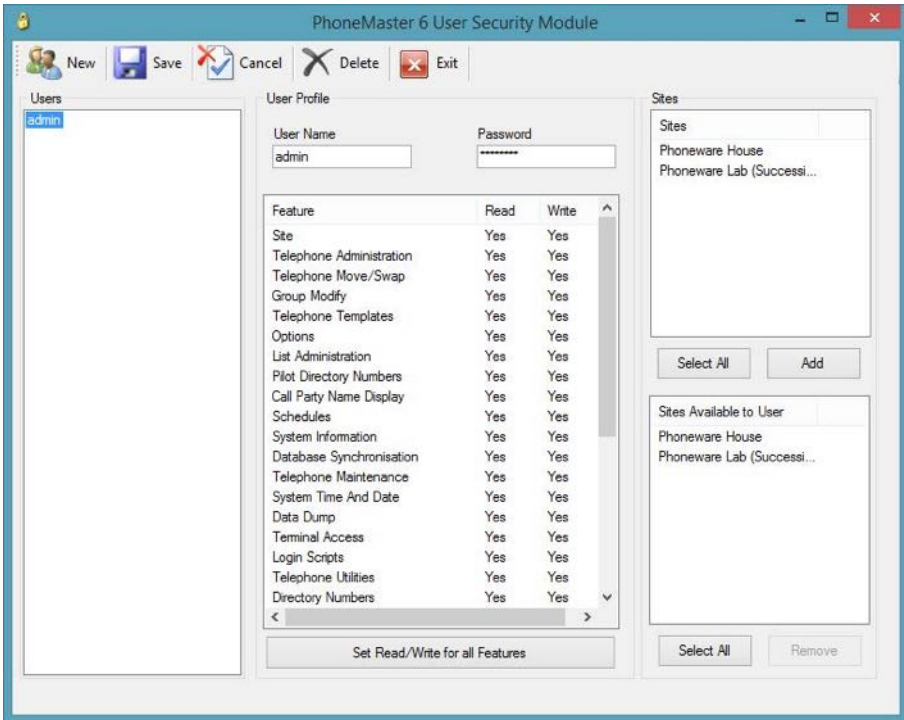 PhoneMaster 6 User Security Module
New Save Cancel Delete Exit
Users
admin
User Profile
User Name Password
admin ********
Feature Read Write
Site Yes Yes
Telephone Administration Yes Yes
Telephone Move/Swap Yes Yes
Group Modify Yes Yes
Telephone Templates Yes Yes
Options Yes Yes
List Administration Yes Yes
Pilot Directory Numbers Yes Yes
Call Party Name Display Yes Yes
Schedules Yes Yes
System Information Yes Yes
Database Synchronisation Yes Yes
Telephone Maintenance Yes Yes
System Time And Date Yes Yes
Data Dump Yes Yes
Terminal Access Yes Yes
Login Scripts Yes Yes
Telephone Utilities Yes Yes
Directory Numbers Yes Yes
Set Read/Write for all Features
Sites
Sites
Phoneware House
Phoneware Lab (Successi...
Select All Add
Sites Available to User
Phoneware House
Phoneware Lab (Successi...
Select All Remove